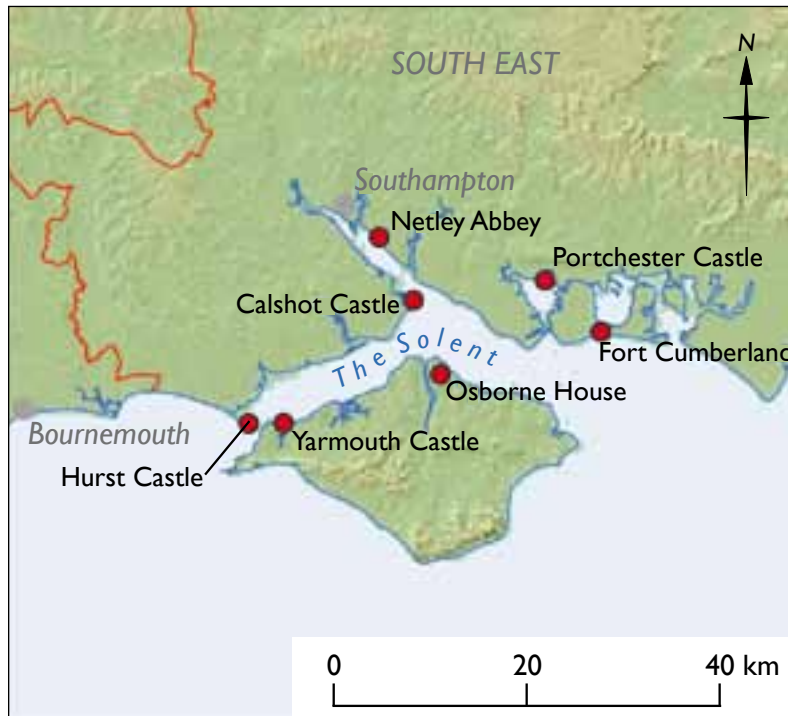 SOUTH EAST
N
Southampton
Netley Abbey
Portchester Castle
Calshot Castle
The Solent
Fort Cumberland
Osborne House
Bournemouth
Yarmouth Castle
Hurst Castle
0 20 40 km